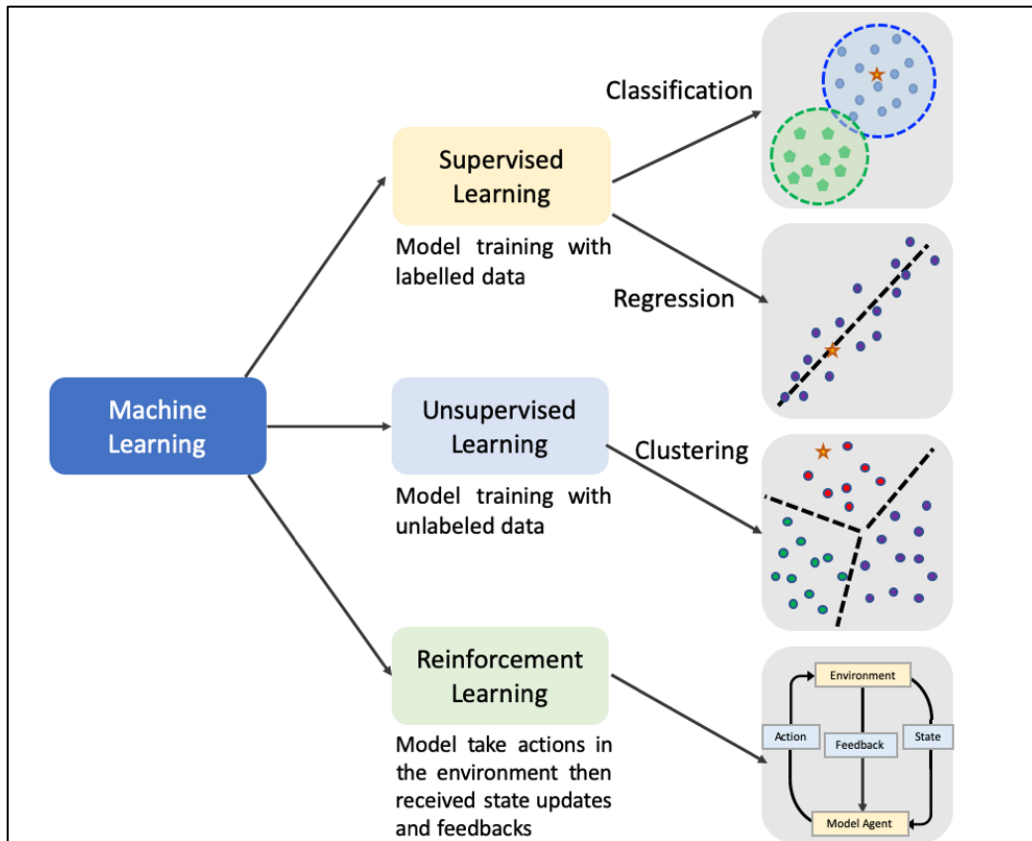 Classification
Supervised
Learning
Model training with
labelled data
Regression
Machine
Learning
Unsupervised
Learning
Model training with
unlabeled data
Clustering
Reinforcement
Learning
Model take actions in
the environment then
received state updates
and feedbacks
Environment
Action
Feedback
State
Model Agent